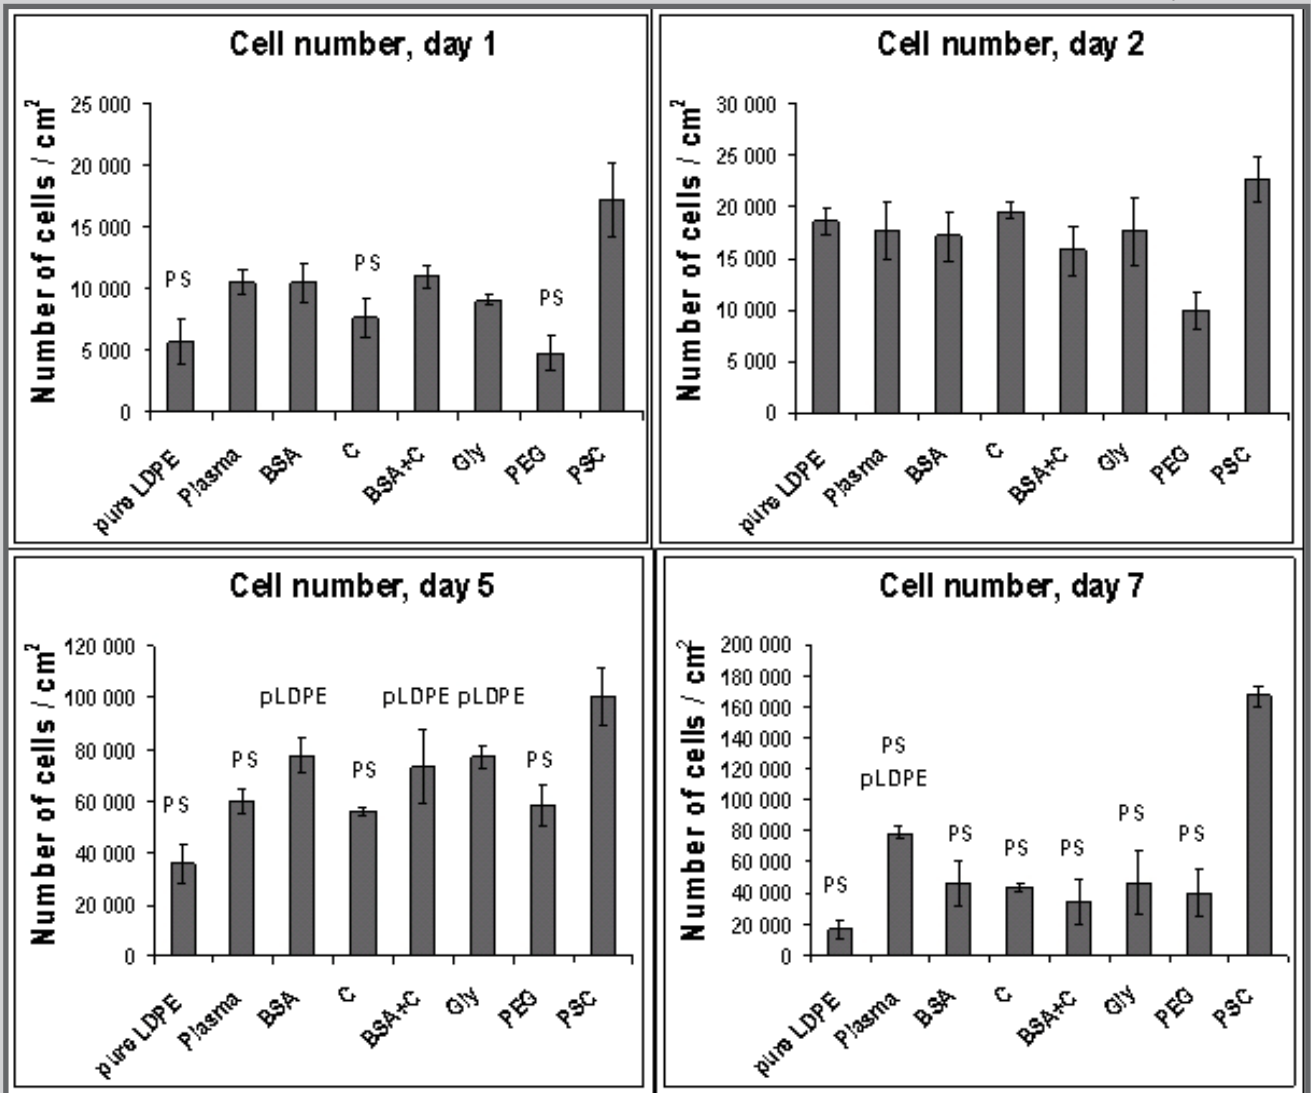 Cell number, day 1
Number of cells / cm²
25 000
20 000
15 000
10 000
5 000
0
PS
PS
PS
pure LDPE
Plasma
BSA
C
BSA+C
Gly
PEG
PSC
Cell number, day 2
Number of cells / cm²
30 000
25 000
20 000
15 000
10 000
5 000
0
pure LDPE
Plasma
BSA
C
BSA+C
Gly
PEG
PSC
Cell number, day 5
Number of cells / cm²
120 000
100 000
80 000
60 000
40 000
20 000
0
pLDPE
pLDPE
pLDPE
PS
PS
PS
PS
pure LDPE
Plasma
BSA
C
BSA+C
Gly
PEG
PSC
Cell number, day 7
Number of cells / cm²
200 000
180 000
160 000
140 000
120 000
100 000
80 000
60 000
40 000
20 000
0
PS
pLDPE
PS
PS
PS
PS
PS
PS
pure LDPE
Plasma
BSA
C
BSA+C
Gly
PEG
PSC